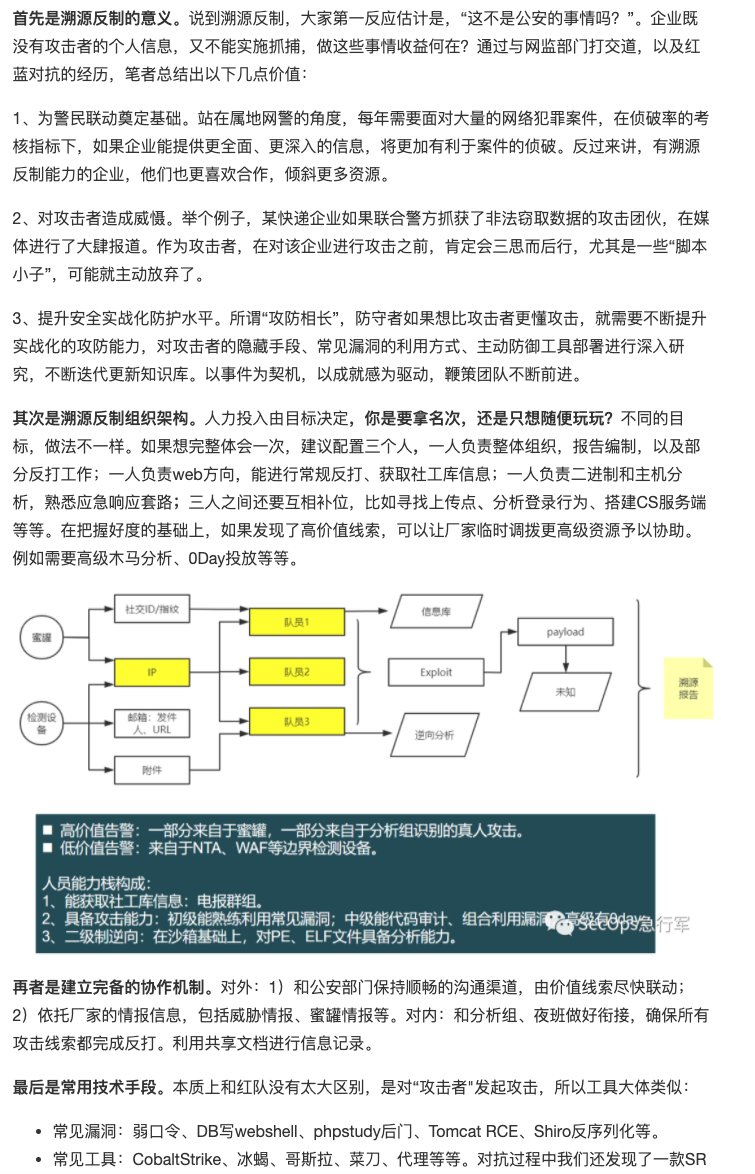 首先是溯源反制的意义。说到溯源反制，大家第一反应估计是，“这不是公安的事情吗？”。企业既
没有攻击者的个人信息，又不能实施抓捕，做这些事情收益何在？通过与网监部门打交道，以及红
蓝对抗的经历，笔者总结出以下几点价值：
1、为警民联动奠定基础。站在属地网警的角度，每年需要面对大量的网络犯罪案件，在侦破率的考
核指标下，如果企业能提供更全面、更深入的信息，将更加有利于案件的侦破。反过来讲，有溯源
反制能力的企业，他们也更喜欢合作，倾斜更多资源。
2、对攻击者造成威慑。举个例子，某快递企业如果联合警方抓获了非法窃取数据的攻击团伙，在媒
体进行了大肆报道。作为攻击者，在对该企业进行攻击之前，肯定会三思而后行，尤其是一些“脚本
小子”，可能就主动放弃了。
3、提升安全实战化防护水平。所谓“攻防相长”，防守者如果想比攻击者更懂攻击，就需要不断提升
实战化的攻防能力，对攻击者的隐藏手段、常见漏洞的利用方式、主动防御工具部署进行深入研
究，不断迭代更新知识库。以事件为契机，以成就感为驱动，鞭策团队不断前进。
其次是溯源反制组织架构。人力投入由目标决定，你是要拿名次，还是只想随便玩玩？不同的目
标，做法不一样。如果想完整体会一次，建议配置三个人，一人负责整体组织，报告编制，以及部
分反打工作；一人负责web方向，能进行常规反打、获取社工库信息；一人负责二进制和主机分
析，熟悉应急响应套路；三人之间还要互相补位，比如寻找上传点、分析登录行为、搭建CS服务端
等等。在把握好度的基础上，如果发现了高价值线索，可以让厂家临时调拨更高级资源予以协助。
例如需要高级木马分析、0Day投放等等。
蜜罐
检测设
备
社交ID/指纹
IP
邮箱：发件
人、URL
附件
队员1
队员2
队员3
信息库
Exploit
逆向分析
payload
未知
溯源
报告
■ 高价值告警：一部分来自于蜜罐，一部分来自于分析组识别的真人攻击。
■ 低价值告警：来自于NTA、WAF等边界检测设备。
人员能力栈构成：
1、能获取社工库信息：电报群组。
2、具备攻击能力：初级能熟练利用常见漏洞；中级能代码审计、组合利用漏洞；高级有0day。
3、二级制逆向：在沙箱基础上，对PE、ELF文件具备分析能力。
SecOps急行军
再者是建立完备的协作机制。对外：1）和公安部门保持顺畅的沟通渠道，由价值线索尽快联动；
2）依托厂家的情报信息，包括威胁情报、蜜罐情报等。对内：和分析组、夜班做好衔接，确保所有
攻击线索都完成反打。利用共享文档进行信息记录。
最后是常用技术手段。本质上和红队没有太大区别，是对“攻击者"发起攻击，所以工具大体类似：
• 常见漏洞：弱口令、DB写webshell、phpstudy后门、Tomcat RCE、Shiro反序列化等。
• 常见工具：CobaltStrike、冰蝎、哥斯拉、菜刀、代理等等。对抗过程中我们还发现了一款SR